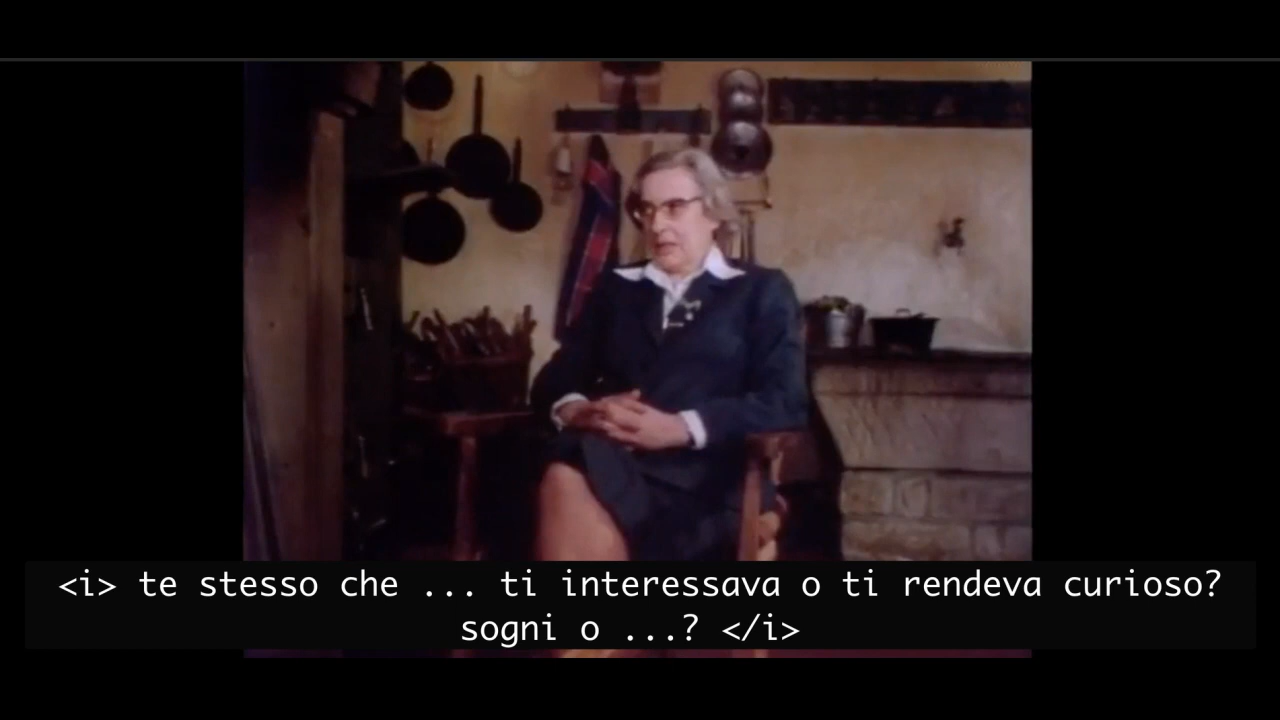 <i> te stesso che ... ti interessava o ti rendeva curioso?
sogni o ...? </i>